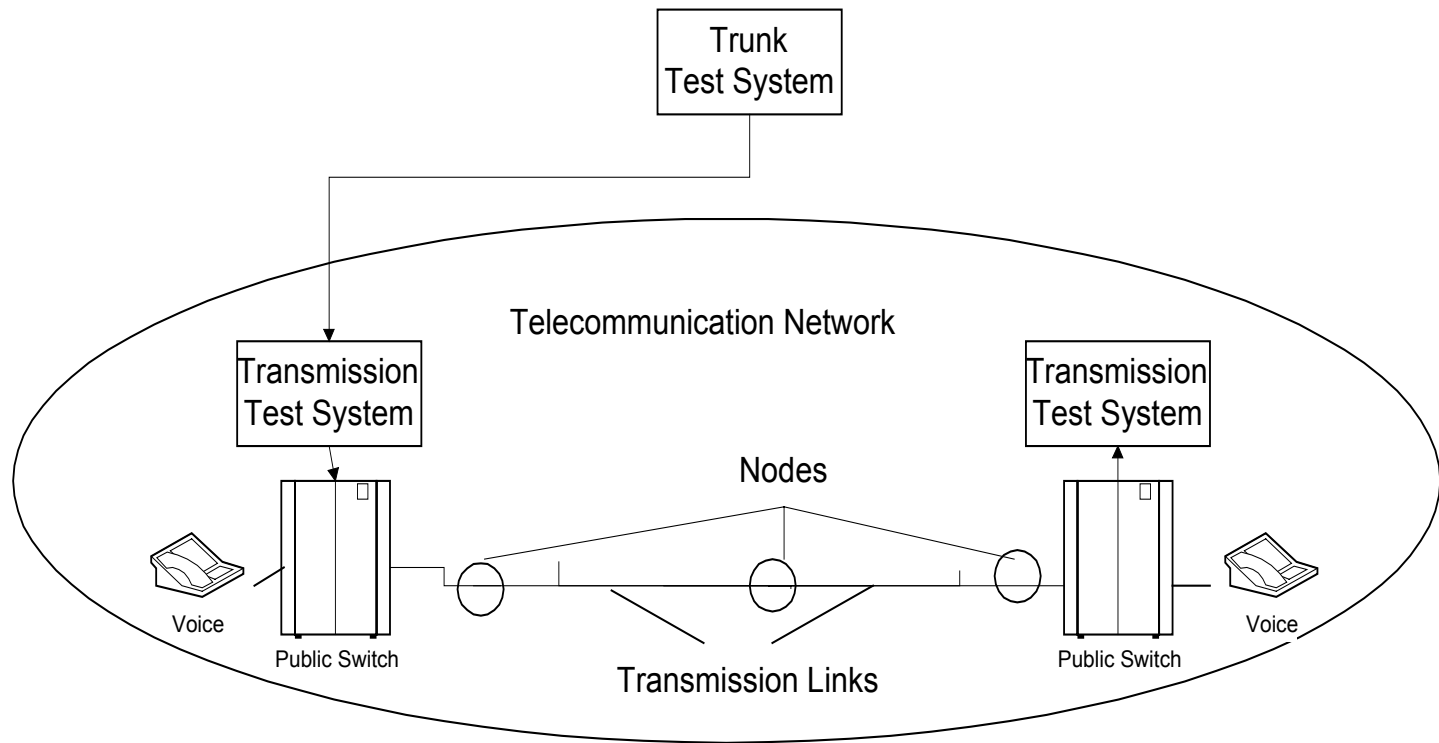 Trunk
Test System
Telecommunication Network
Transmission
Test System
Transmission
Test System
Nodes
Voice
Public Switch
Transmission Links
Public Switch
Voice